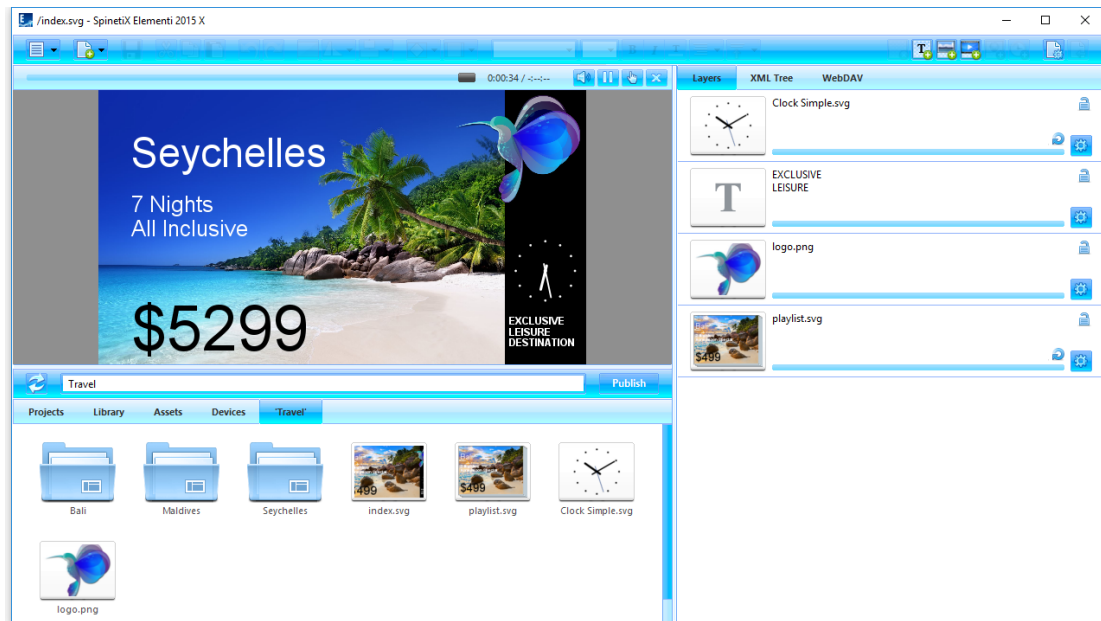 /index.svg - SpinetiX Elementi 2015 X
B I T
T
0:00:34 / -:--:--
Layers XML Tree WebDAV
Seychelles
7 Nights
All Inclusive
$5299
EXCLUSIVE
LEISURE
DESTINATION
Clock Simple.svg
T
EXCLUSIVE
LEISURE
logo.png
playlist.svg
$499
Travel
Publish
Projects Library Assets Devices 'Travel'
Bali Maldives Seychelles index.svg playlist.svg Clock Simple.svg
499
$499
logo.png